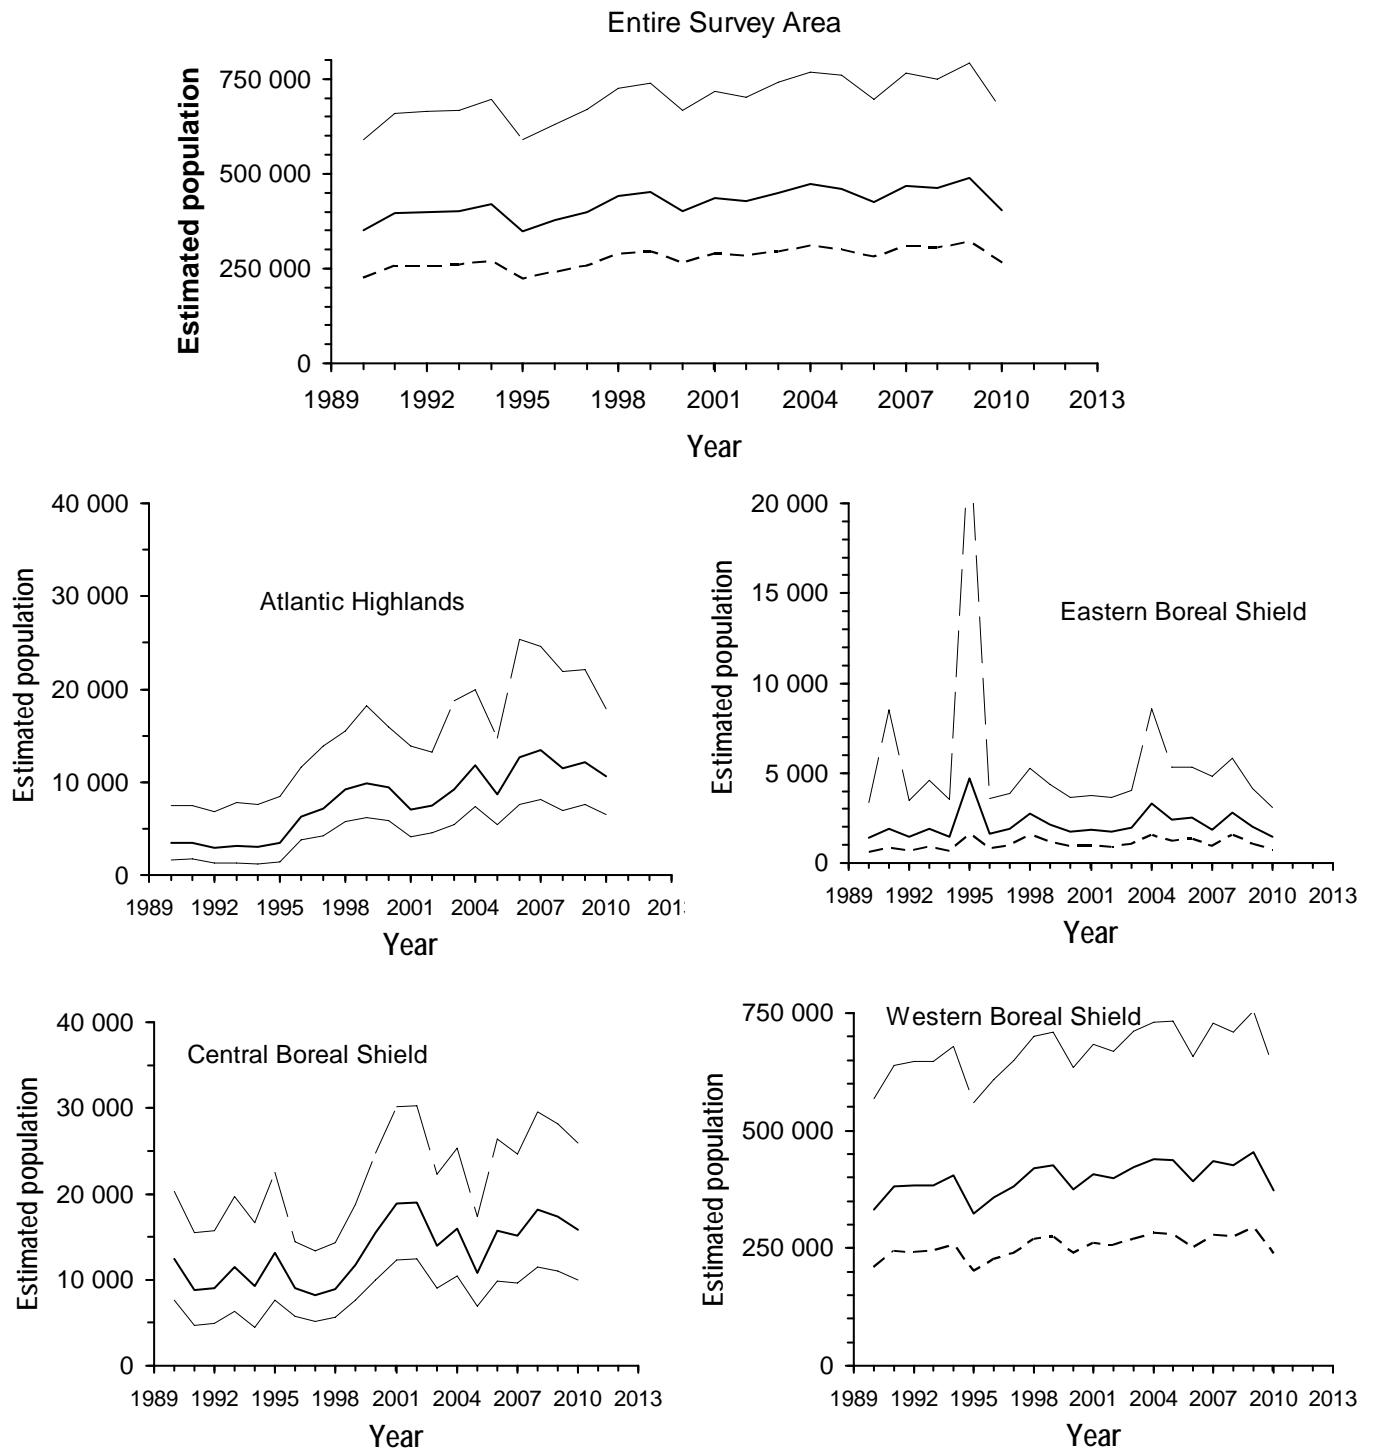 Entire Survey Area
Estimated population
750 000
500 000
250 000
0
1989 1992 1995 1998 2001 2004 2007 2010 2013
Year
Atlantic Highlands
Estimated population
40 000
30 000
20 000
10 000
0
1989 1992 1995 1998 2001 2004 2007 2010 201
Year
Eastern Boreal Shield
Estimated population
20 000
15 000
10 000
5 000
0
1989 1992 1995 1998 2001 2004 2007 2010 2013
Year
Central Boreal Shield
Estimated population
40 000
30 000
20 000
10 000
0
1989 1992 1995 1998 2001 2004 2007 2010 2013
Year
Western Boreal Shield
Estimated population
750 000
500 000
250 000
0
1989 1992 1995 1998 2001 2004 2007 2010 2013
Year